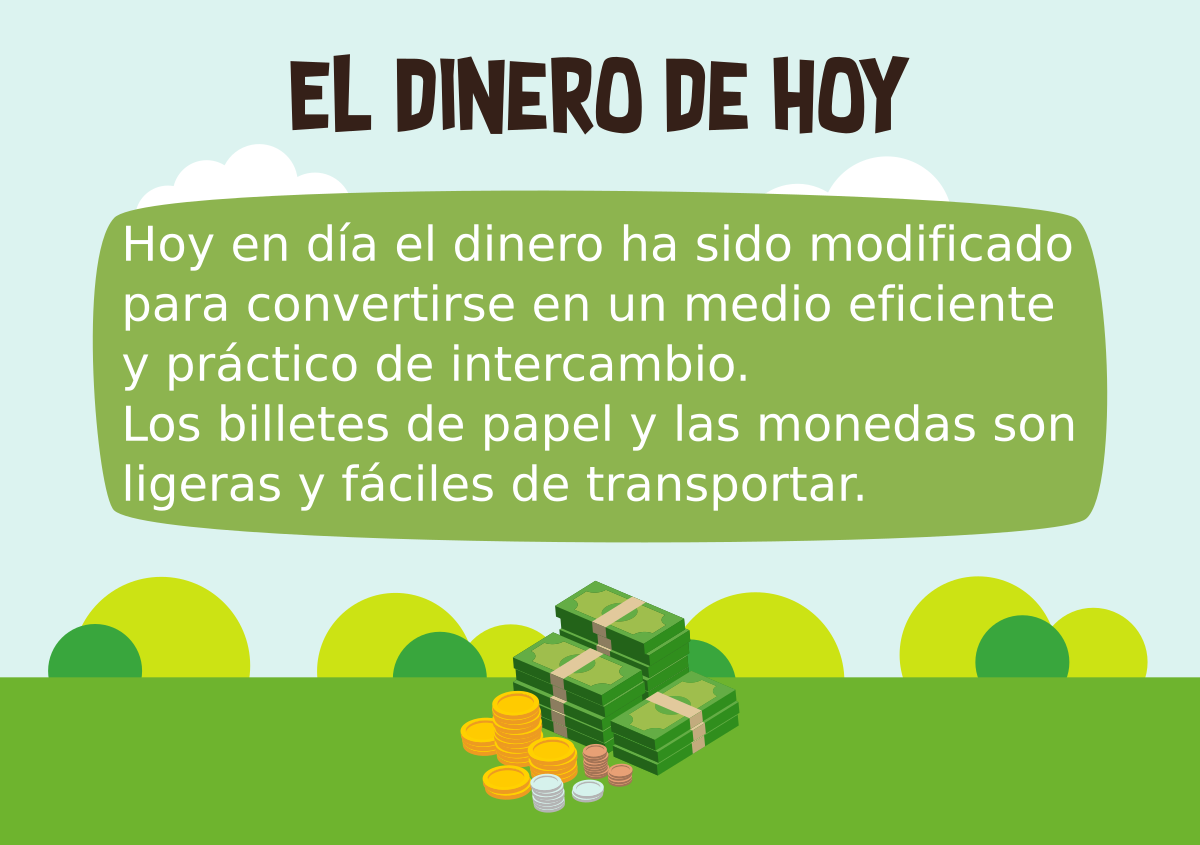 EL DINERO DE HOY
Hoy en día el dinero ha sido modificado
para convertirse en un medio eficiente
y práctico de intercambio.
Los billetes de papel y las monedas son
ligeras y fáciles de transportar.